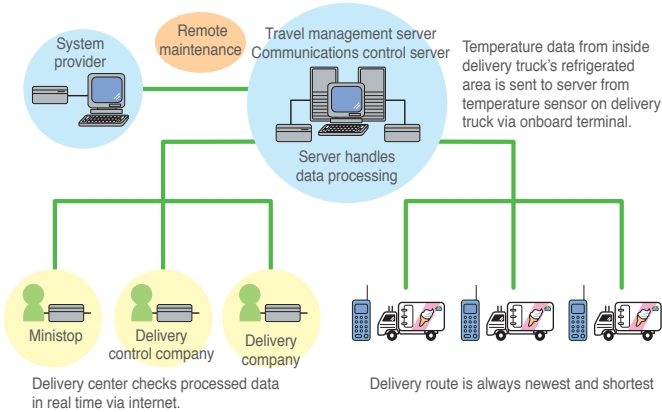 System
provider
Remote
maintenance
Travel management server
Communications control server
Server handles
data processing
Temperature data from inside
delivery truck's refrigerated
area is sent to server from
temperature sensor on delivery
truck via onboard terminal.
Ministop
Delivery
control company
Delivery
company
Delivery center checks processed data
in real time via internet.
Delivery route is always newest and shortest